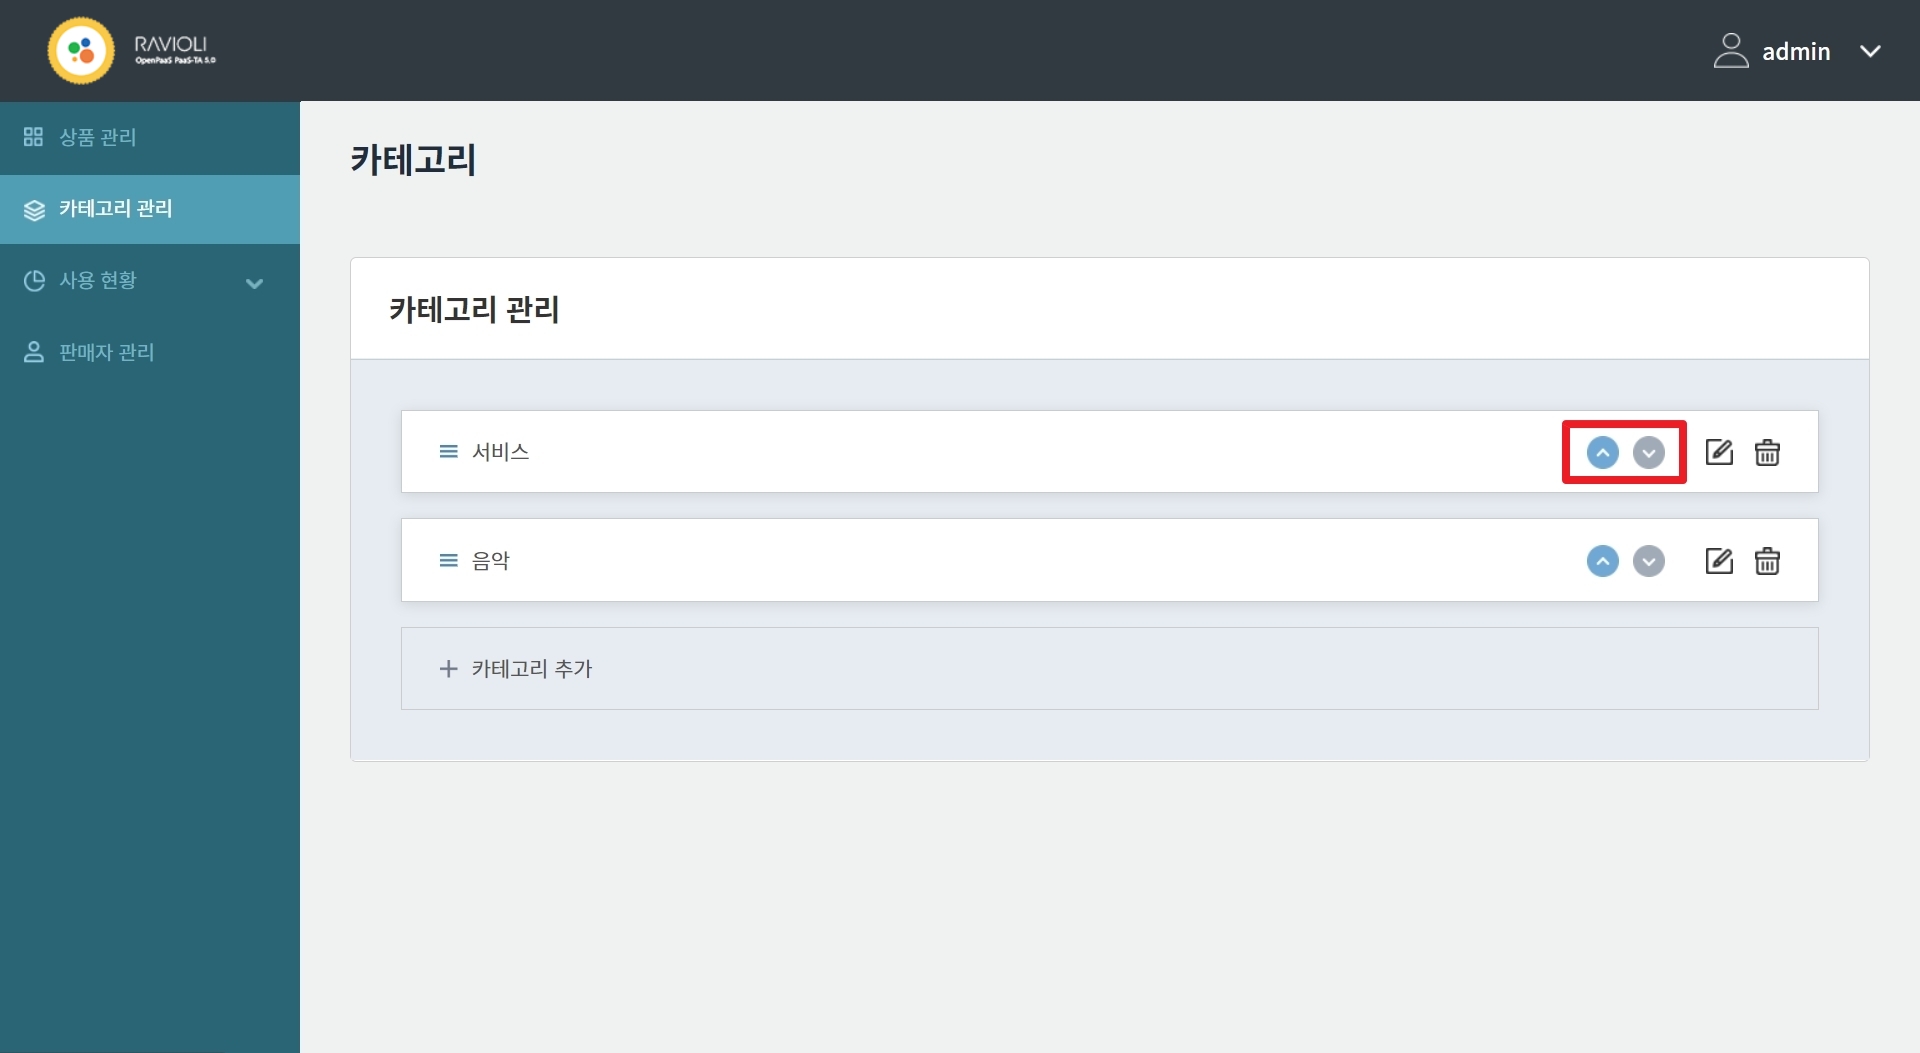 RAVIOLI
OpenPaaS PaaS-TA 5.0
admin
상품 관리
카테고리 관리
사용 현황
판매자 관리
카테고리
카테고리 관리
서비스
음악
카테고리 추가